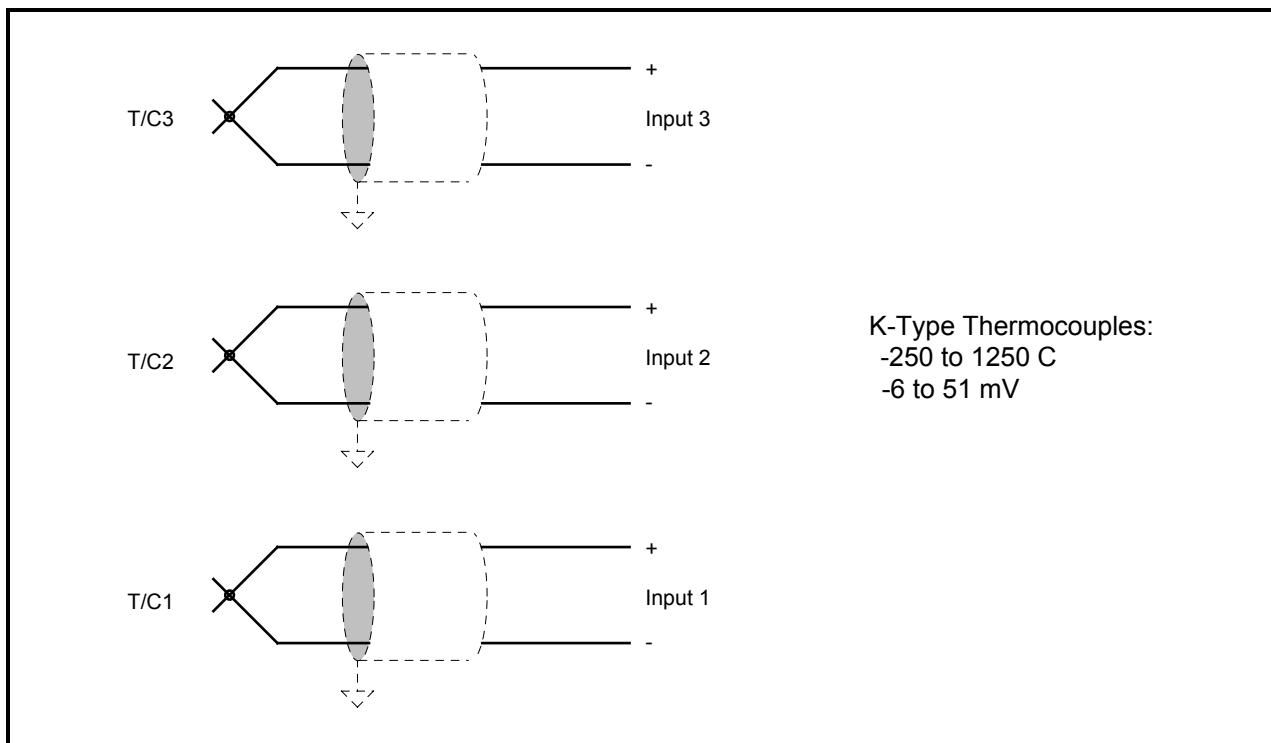 +
T/C3
Input 3
-
+
T/C2
Input 2
-
K-Type Thermocouples:
-250 to 1250 C
-6 to 51 mV
+
T/C1
Input 1
-